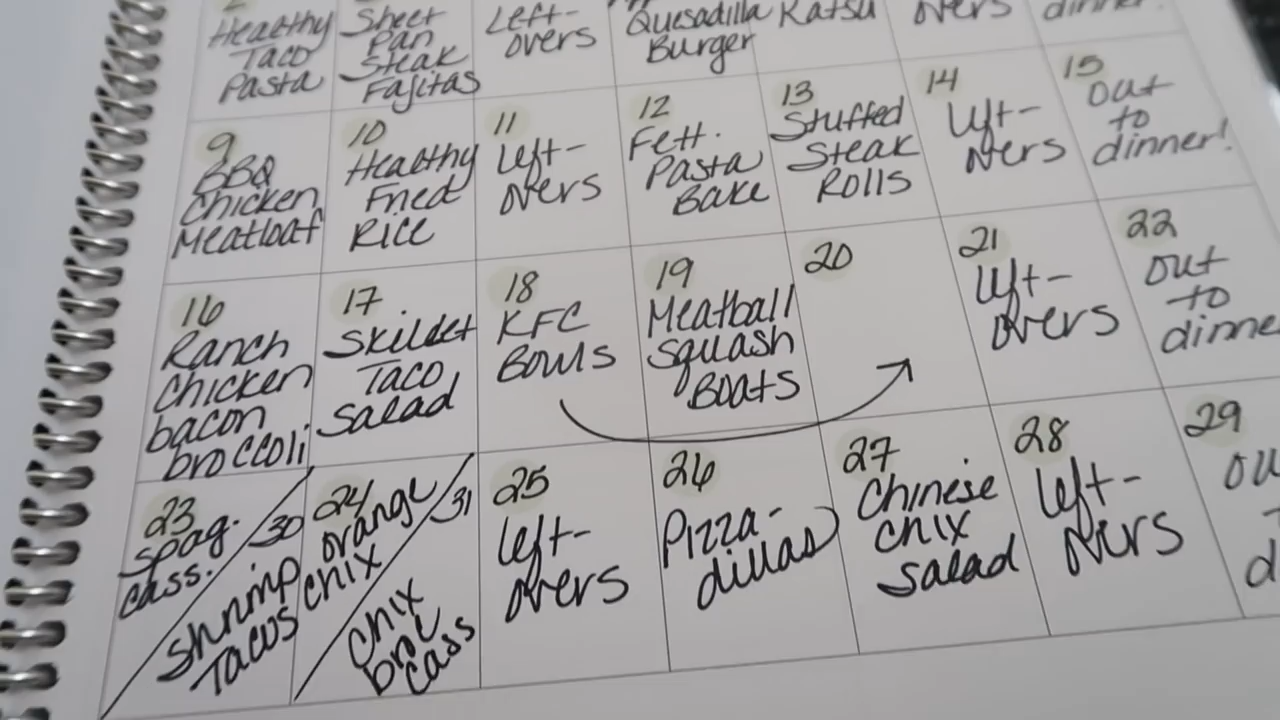 Healthy
Taco
Pasta
Sheet
Pan
Steak
Fajitas
Left-
overs
Quesadilla
Burger
Katsu
overs
dinner!
9
BBQ
Chicken
Meatloaf
10
Healthy
Fried
Rice
11
Left-
overs
12
Fett.
Pasta
Bake
13
Stuffed
Steak
Rolls
14
Left-
overs
15
Out
to
dinner!
16
Ranch
Chicken
bacon
broccoli
17
Skillet
Taco
Salad
18
KFC
Bowls
19
Meatball
Squash
Boats
20
21
Left-
overs
22
Out
to
dinne
23
Spag.
Cass.
30
Shrimp
Tacos
24
Orange
Chix
31
Chix
broc
Cass
25
Left-
overs
26
Pizza-
dillas
27
Chinese
Chix
Salad
28
Left-
overs
29
Ou
d